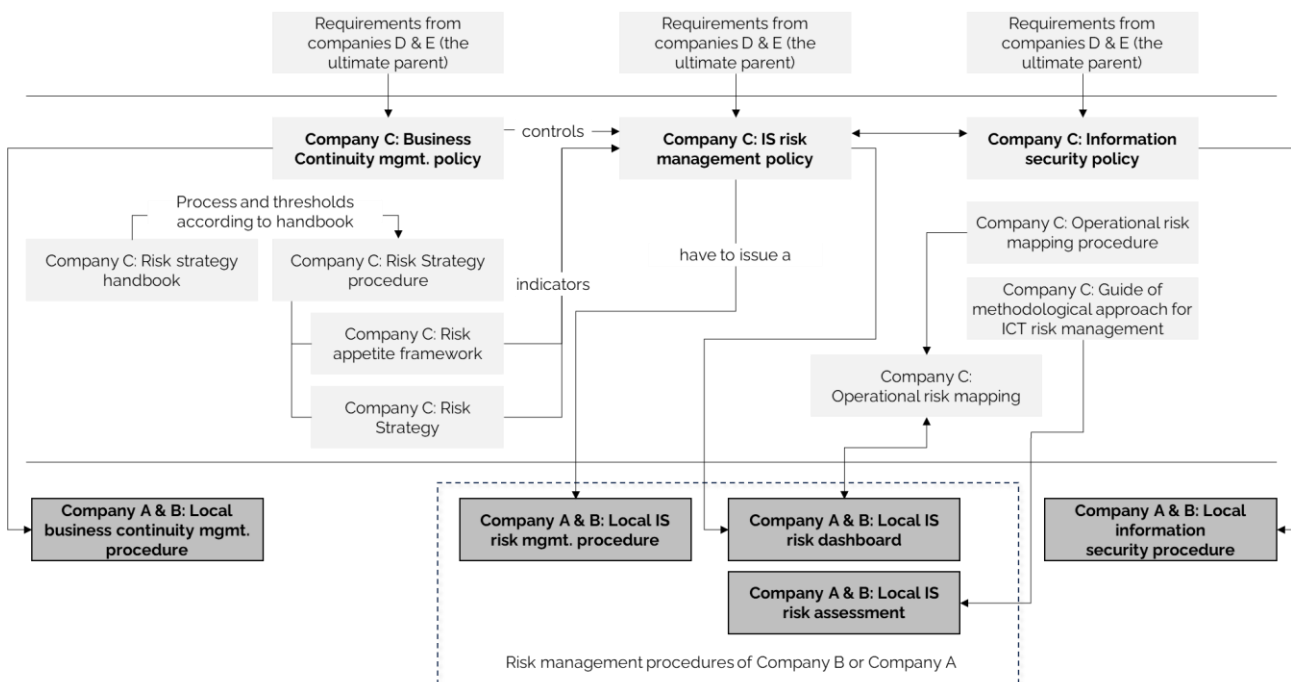 Requirements from
companies D & E (the
ultimate parent)
Requirements from
companies D & E (the
ultimate parent)
Requirements from
companies D & E (the
ultimate parent)
Company C: Business
Continuity mgmt. policy
controls
Company C: IS risk
management policy
Company C: Information
security policy
Process and thresholds
according to handbook
Company C: Risk strategy
handbook
Company C: Risk Strategy
procedure
indicators
have to issue a
Company C: Operational risk
mapping procedure
Company C: Guide of
methodological approach for
ICT risk management
Company C: Risk
appetite framework
Company C:
Operational risk mapping
Company C: Risk
Strategy
Company A & B: Local
business continuity mgmt.
procedure
Company A & B: Local IS
risk mgmt. procedure
Company A & B: Local IS
risk dashboard
Company A & B: Local
information
security procedure
Company A & B: Local IS
risk assessment
Risk management procedures of Company B or Company A